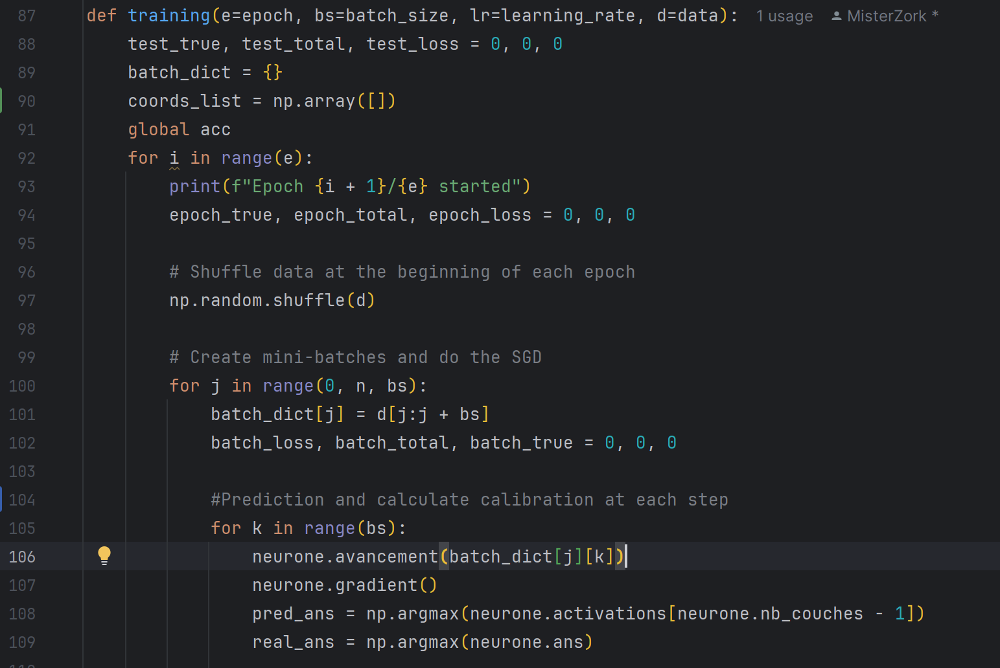 87 def training(e=epoch, bs=batch_size, lr=learning_rate, d=data): 1 usage MisterZork *
88 test_true, test_total, test_loss = 0, 0, 0
89 batch_dict = {}
90 coords_list = np.array([])
91 global acc
92 for i in range(e):
93 print(f"Epoch {i + 1}/{e} started")
94 epoch_true, epoch_total, epoch_loss = 0, 0, 0
95
96 # Shuffle data at the beginning of each epoch
97 np.random.shuffle(d)
98
99 # Create mini-batches and do the SGD
100 for j in range(0, n, bs):
101 batch_dict[j] = d[j:j + bs]
102 batch_loss, batch_total, batch_true = 0, 0, 0
103
104 #Prediction and calculate calibration at each step
105 for k in range(bs):
106 neurone.avancement(batch_dict[j][k])
107 neurone.gradient()
108 pred_ans = np.argmax(neurone.activations[neurone.nb_couches - 1])
109 real_ans = np.argmax(neurone.ans)